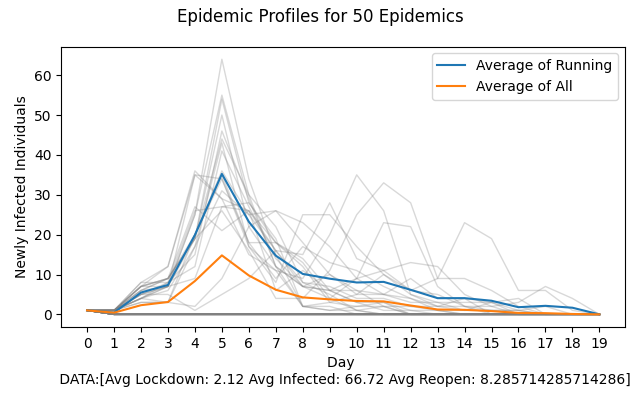 Epidemic Profiles for 50 Epidemics
Average of Running
Average of All
Newly Infected Individuals
60
50
40
30
20
10
0
0 1 2 3 4 5 6 7 8 9 10 11 12 13 14 15 16 17 18 19
Day
DATA:[Avg Lockdown: 2.12 Avg Infected: 66.72 Avg Reopen: 8.285714285714286]